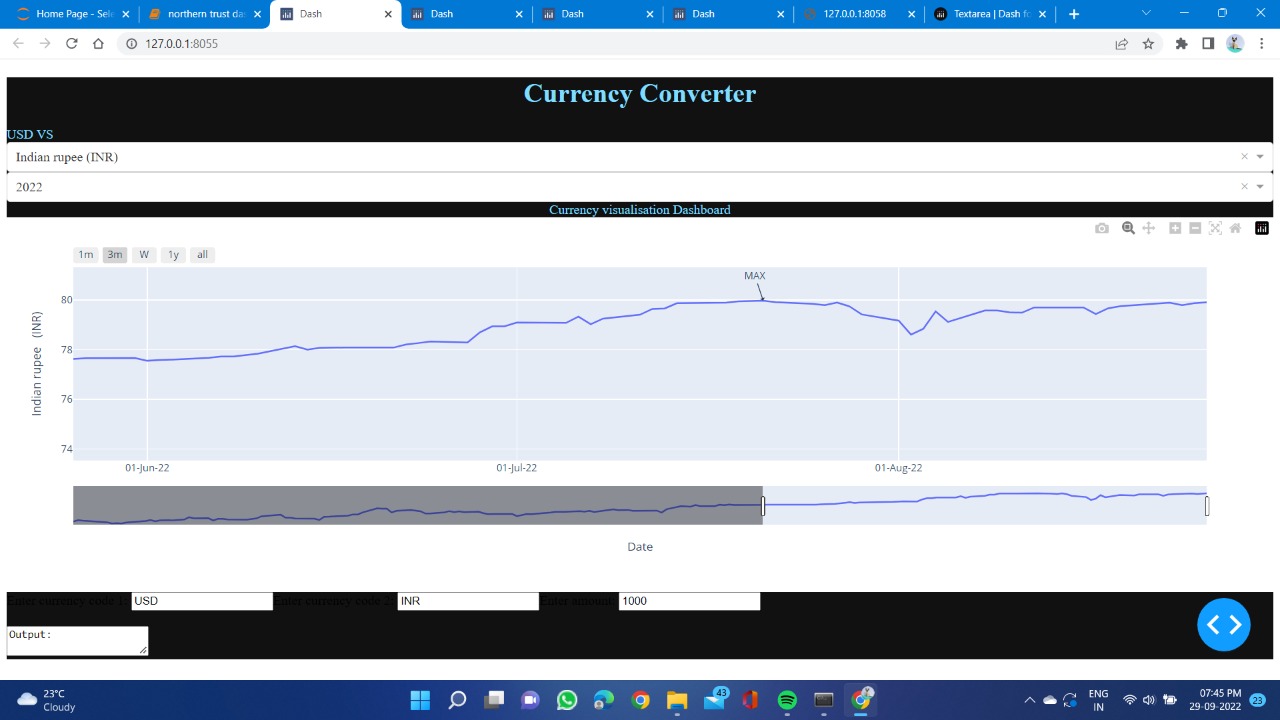 Home Page - Sele
northern trust da
Dash
Dash
Dash
Dash
127.0.0.1:8058
Textarea | Dash fo
127.0.0.1:8055
Currency Converter
USD VS
Indian rupee (INR)
2022
Currency visualisation Dashboard
1m 3m W 1y all
MAX
80
78
76
74
Indian rupee (INR)
01-Jun-22 01-Jul-22 01-Aug-22
Date
Enter currency code 1: USD Enter currency code 2: INR Enter amount: 1000
Output:
23°C
Cloudy
43
ENG
IN
07:45 PM
29-09-2022
23